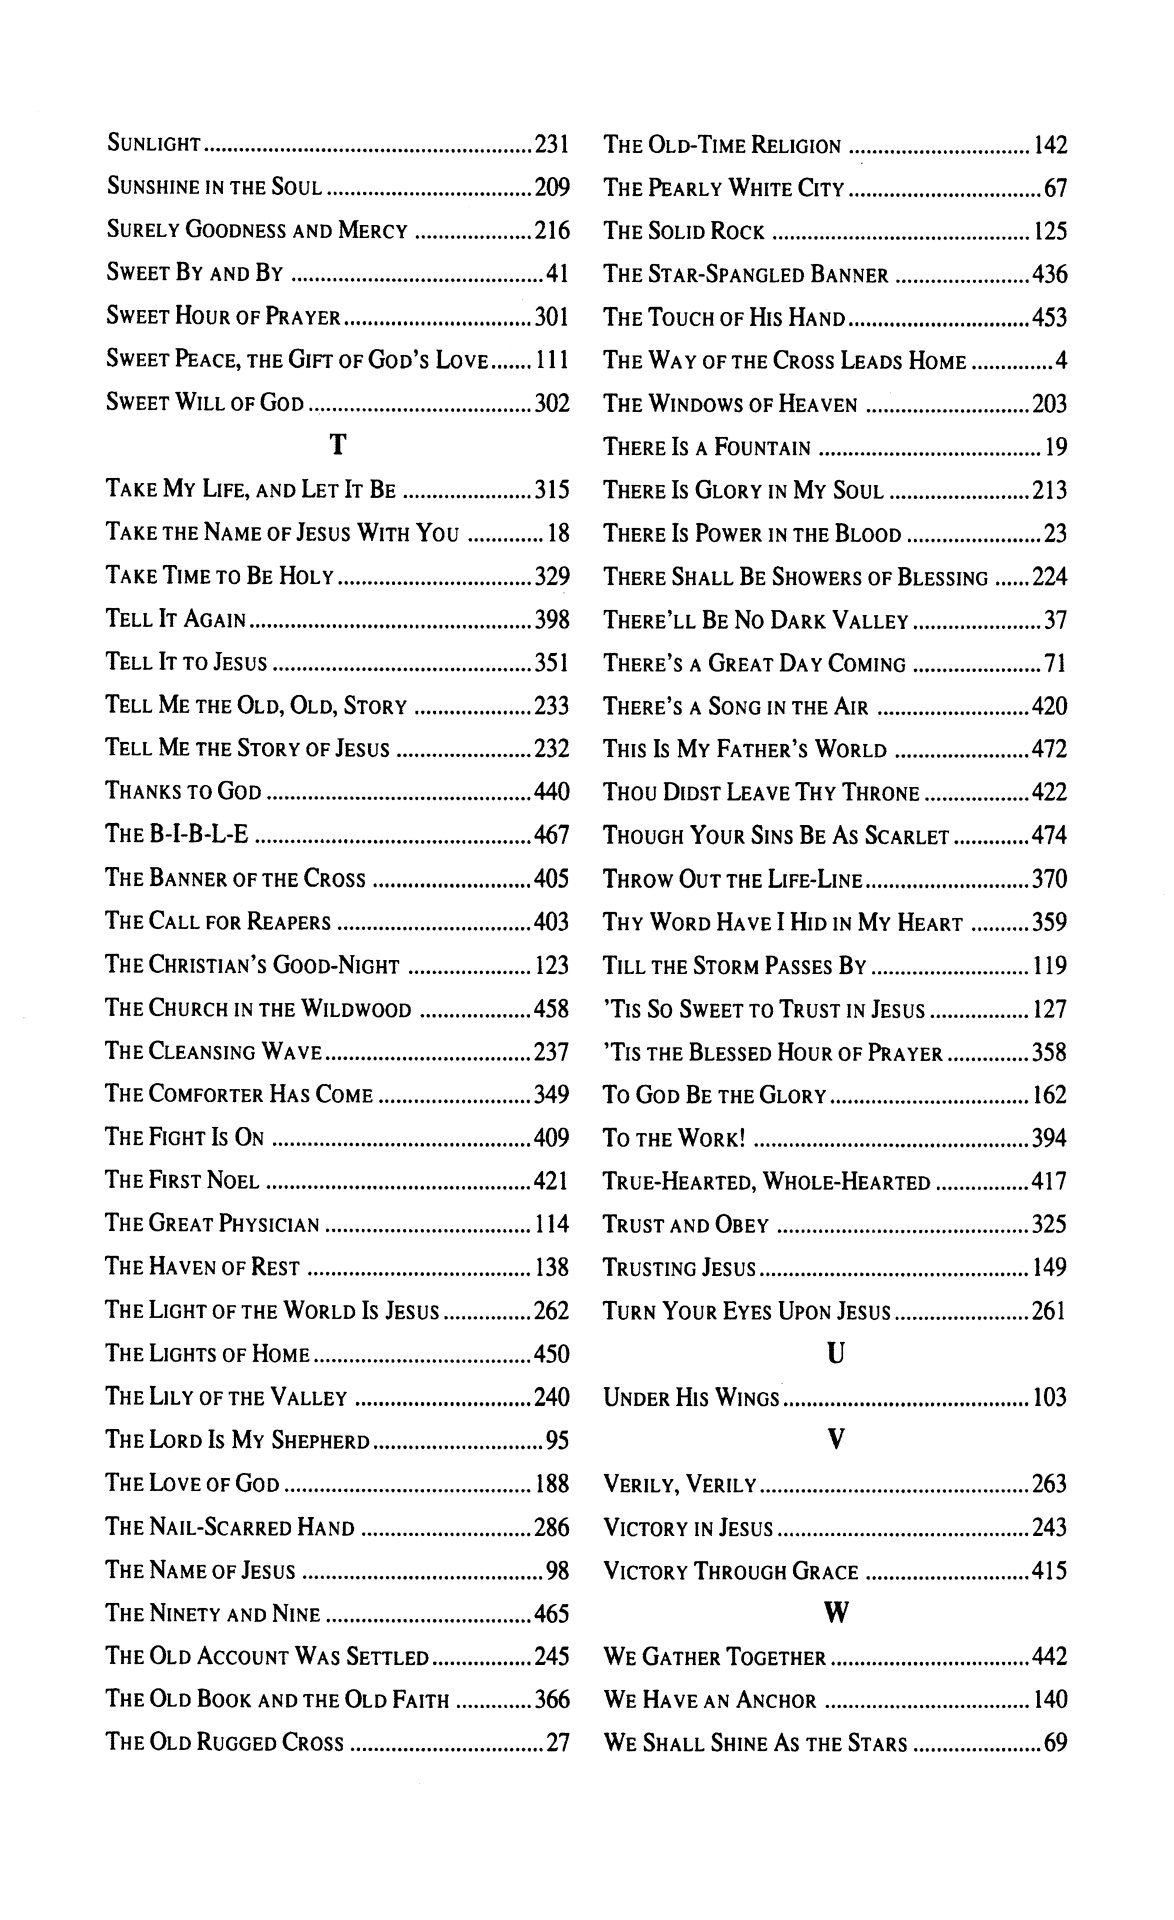 Sunlight 231
Sunshine in the Soul 209
Surely Goodness and Mercy 216
Sweet By and By 41
Sweet Hour of Prayer 301
Sweet Peace, the Gift of God's Love 111
Sweet Will of God 302
T
Take My Life, and Let It Be 315
Take the Name of Jesus With You 18
Take Time to Be Holy 329
Tell It Again 398
Tell It to Jesus 351
Tell Me the Old, Old, Story 233
Tell Me the Story of Jesus 232
Thanks to God 440
The B-I-B-L-E 467
The Banner of the Cross 405
The Call for Reapers 403
The Christian's Good-Night 123
The Church in the Wildwood 458
The Cleansing Wave 237
The Comforter Has Come 349
The Fight Is On 409
The First Noel 421
The Great Physician 114
The Haven of Rest 138
The Light of the World Is Jesus 262
The Lights of Home 450
The Lily of the Valley 240
The Lord Is My Shepherd 95
The Love of God 188
The Nail-Scarred Hand 286
The Name of Jesus 98
The Ninety and Nine 465
The Old Account Was Settled 245
The Old Book and the Old Faith 366
The Old Rugged Cross 27
The Old-Time Religion 142
The Pearly White City 67
The Solid Rock 125
The Star-Spangled Banner 436
The Touch of His Hand 453
The Way of the Cross Leads Home 4
The Windows of Heaven 203
There Is a Fountain 19
There Is Glory in My Soul 213
There Is Power in the Blood 23
There Shall Be Showers of Blessing 224
There'll Be No Dark Valley 37
There's a Great Day Coming 71
There's a Song in the Air 420
This Is My Father's World 472
Thou Didst Leave Thy Throne 422
Though Your Sins Be As Scarlet 474
Throw Out the Life-Line 370
Thy Word Have I Hid in My Heart 359
Till the Storm Passes By 119
'Tis So Sweet to Trust in Jesus 127
'Tis the Blessed Hour of Prayer 358
To God Be the Glory 162
To the Work! 394
True-Hearted, Whole-Hearted 417
Trust and Obey 325
Trusting Jesus 149
Turn Your Eyes Upon Jesus 261
U
Under His Wings 103
V
Verily, Verily 263
Victory in Jesus 243
Victory Through Grace 415
W
We Gather Together 442
We Have an Anchor 140
We Shall Shine As the Stars 69